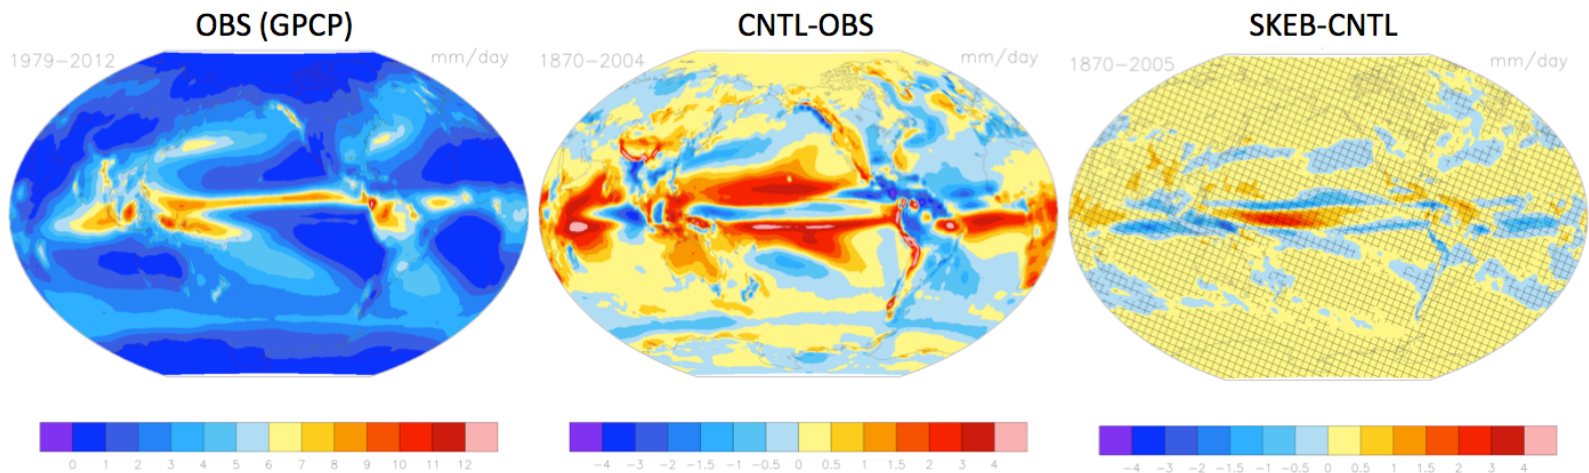 OBS (GPCP)
CNTL-OBS
SKEB-CNTL
1979-2012
mm/day
1870-2004
mm/day
1870-2005
mm/day
0 1 2 3 4 5 6 7 8 9 10 11 12
-4 -3 -2 -1.5 -1 -0.5 0 0.5 1 1.5 2 3 4
-4 -3 -2 -1.5 -1 -0.5 0 0.5 1 1.5 2 3 4